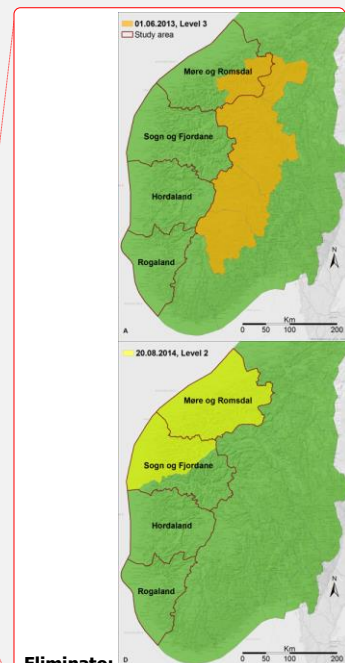 01.06.2013, Level 3
Study area
Møre og Romsdal
Sogn og Fjordane
Hordaland
Rogaland
N
Km
0 50 100 200
A
20.08.2014, Level 2
Møre og Romsdal
Sogn og Fjordane
Hordaland
Rogaland
N
Km
0 50 100 200
Eliminato: D